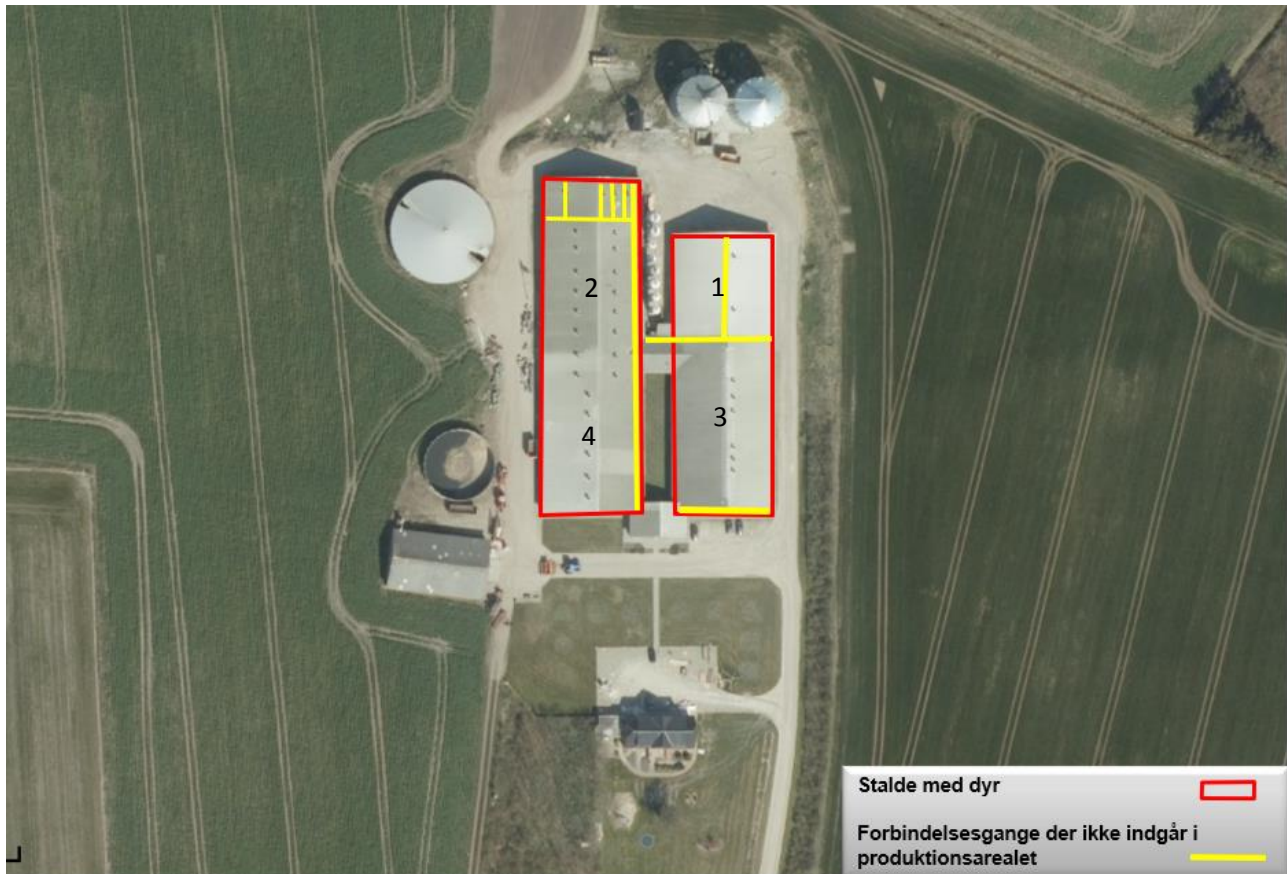 2
1
3
4
Stalde med dyr
Forbindelsesgange der ikke indgår i
produktionsarealet